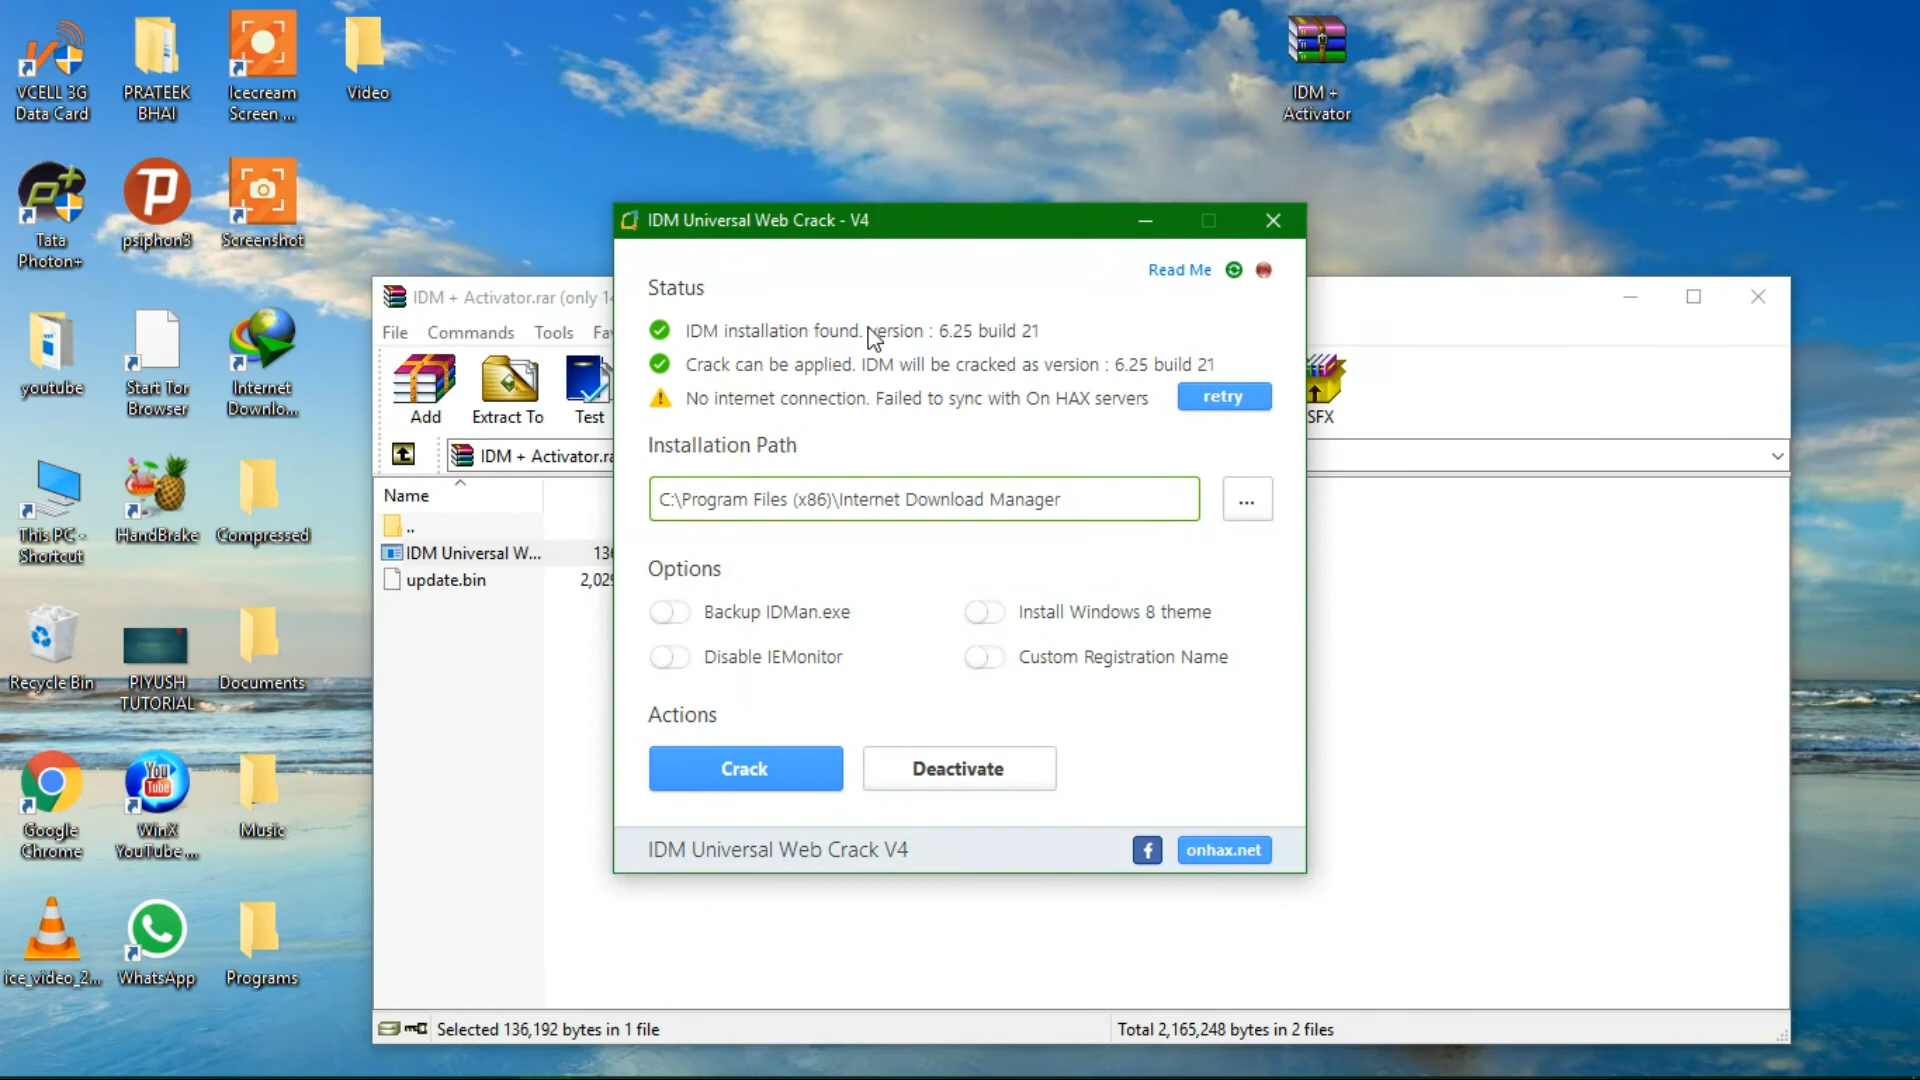 VCELL 3G
Data Card
PRATEEK
BHAI
Icecream
Screen ...
Video
IDM +
Activator
Tata
Photon+
psiphon3
Screenshot
youtube
Start Tor
Browser
Internet
Downlo...
This PC -
Shortcut
HandBrake
Compressed
Recycle Bin
PIYUSH
TUTORIAL
Documents
Google
Chrome
You
Tube
WinX
YouTube ...
Music
ice_video_2...
WhatsApp
Programs
IDM + Activator.rar (only 14
File
Commands
Tools
Fav
Add
Extract To
Test
SFX
IDM + Activator.ra
Name
..
IDM Universal W...
136
update.bin
2,029
Selected 136,192 bytes in 1 file
Total 2,165,248 bytes in 2 files
IDM Universal Web Crack - V4
Read Me
Status
IDM installation found. version : 6.25 build 21
Crack can be applied. IDM will be cracked as version : 6.25 build 21
No internet connection. Failed to sync with On HAX servers
retry
Installation Path
C:\Program Files (x86)\Internet Download Manager
...
Options
Backup IDMan.exe
Install Windows 8 theme
Disable IEMonitor
Custom Registration Name
Actions
Crack
Deactivate
IDM Universal Web Crack V4
f
onhax.net